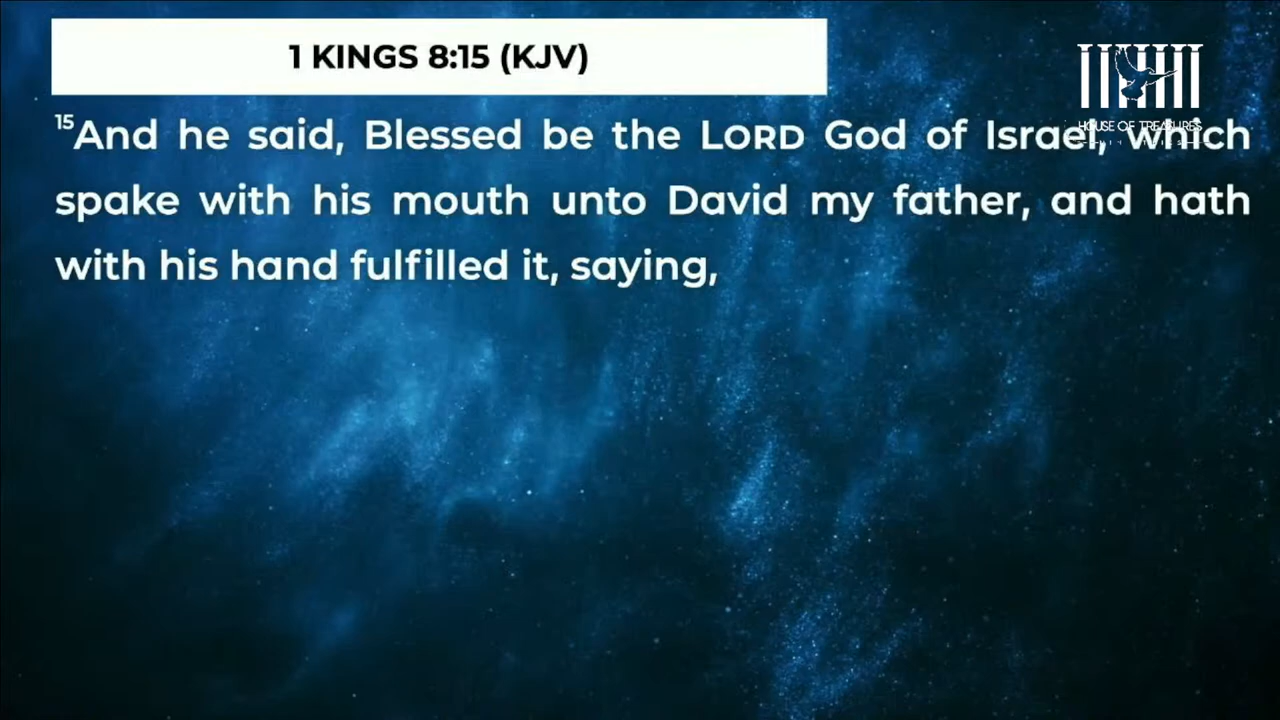 1 KINGS 8:15 (KJV)
HOUSE OF TREASURES
15And he said, Blessed be the LORD God of Israel, which
spake with his mouth unto David my father, and hath
with his hand fulfilled it, saying,